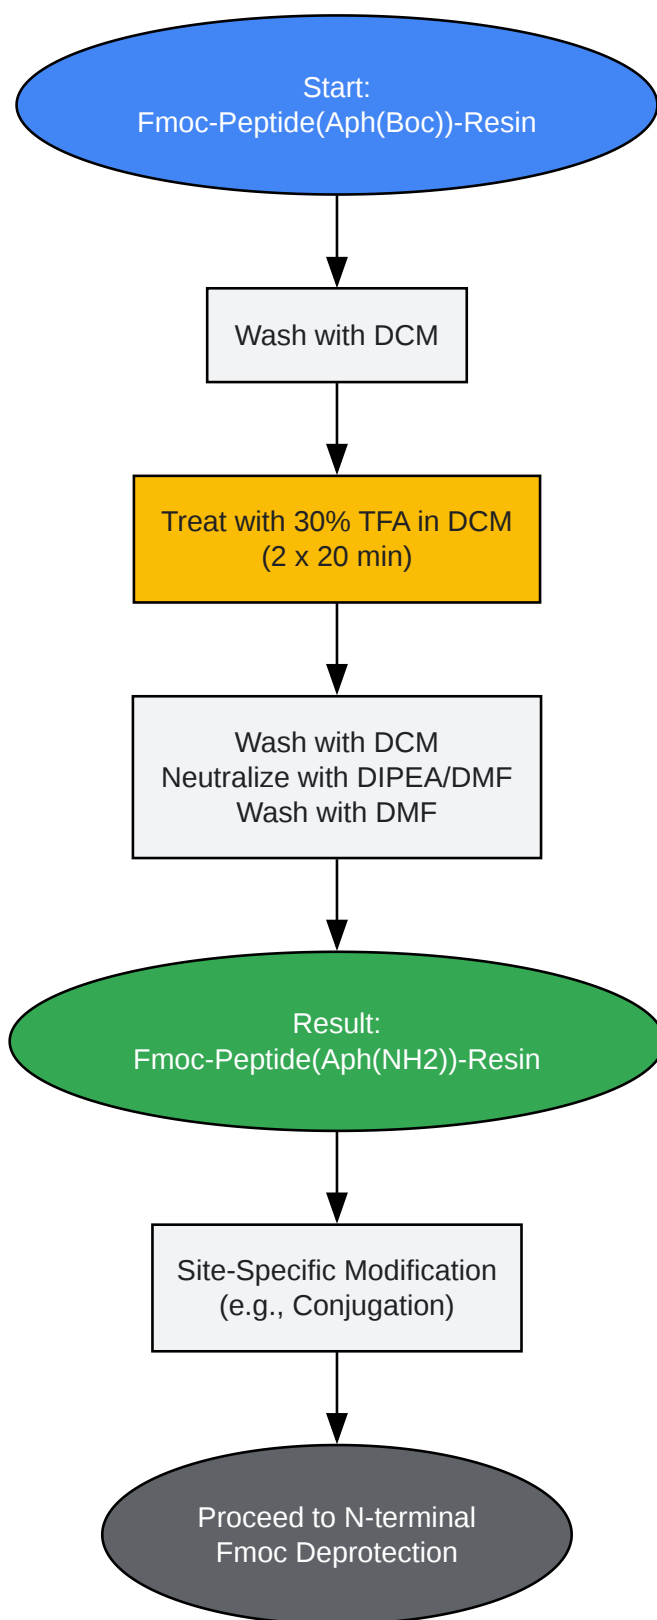 Start:
Fmoc-Peptide(Aph(Boc))-Resin
Wash with DCM
Treat with 30% TFA in DCM
(2 x 20 min)
Wash with DCM
Neutralize with DIPEA/DMF
Wash with DMF
Result:
Fmoc-Peptide(Aph(NH2))-Resin
Site-Specific Modification
(e.g., Conjugation)
Proceed to N-terminal
Fmoc Deprotection